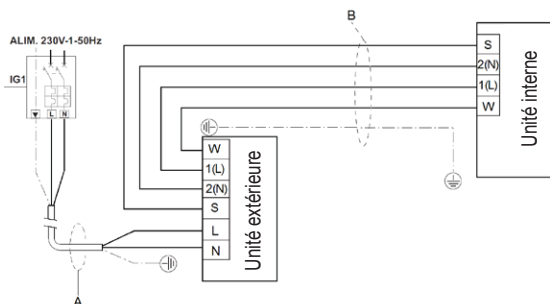 B
ALIM. 230V-1-50Hz
IG1
L N
S
2(N)
1(L)
W
Unité interne
W
1(L)
2(N)
S
L
N
Unité extérieure
A